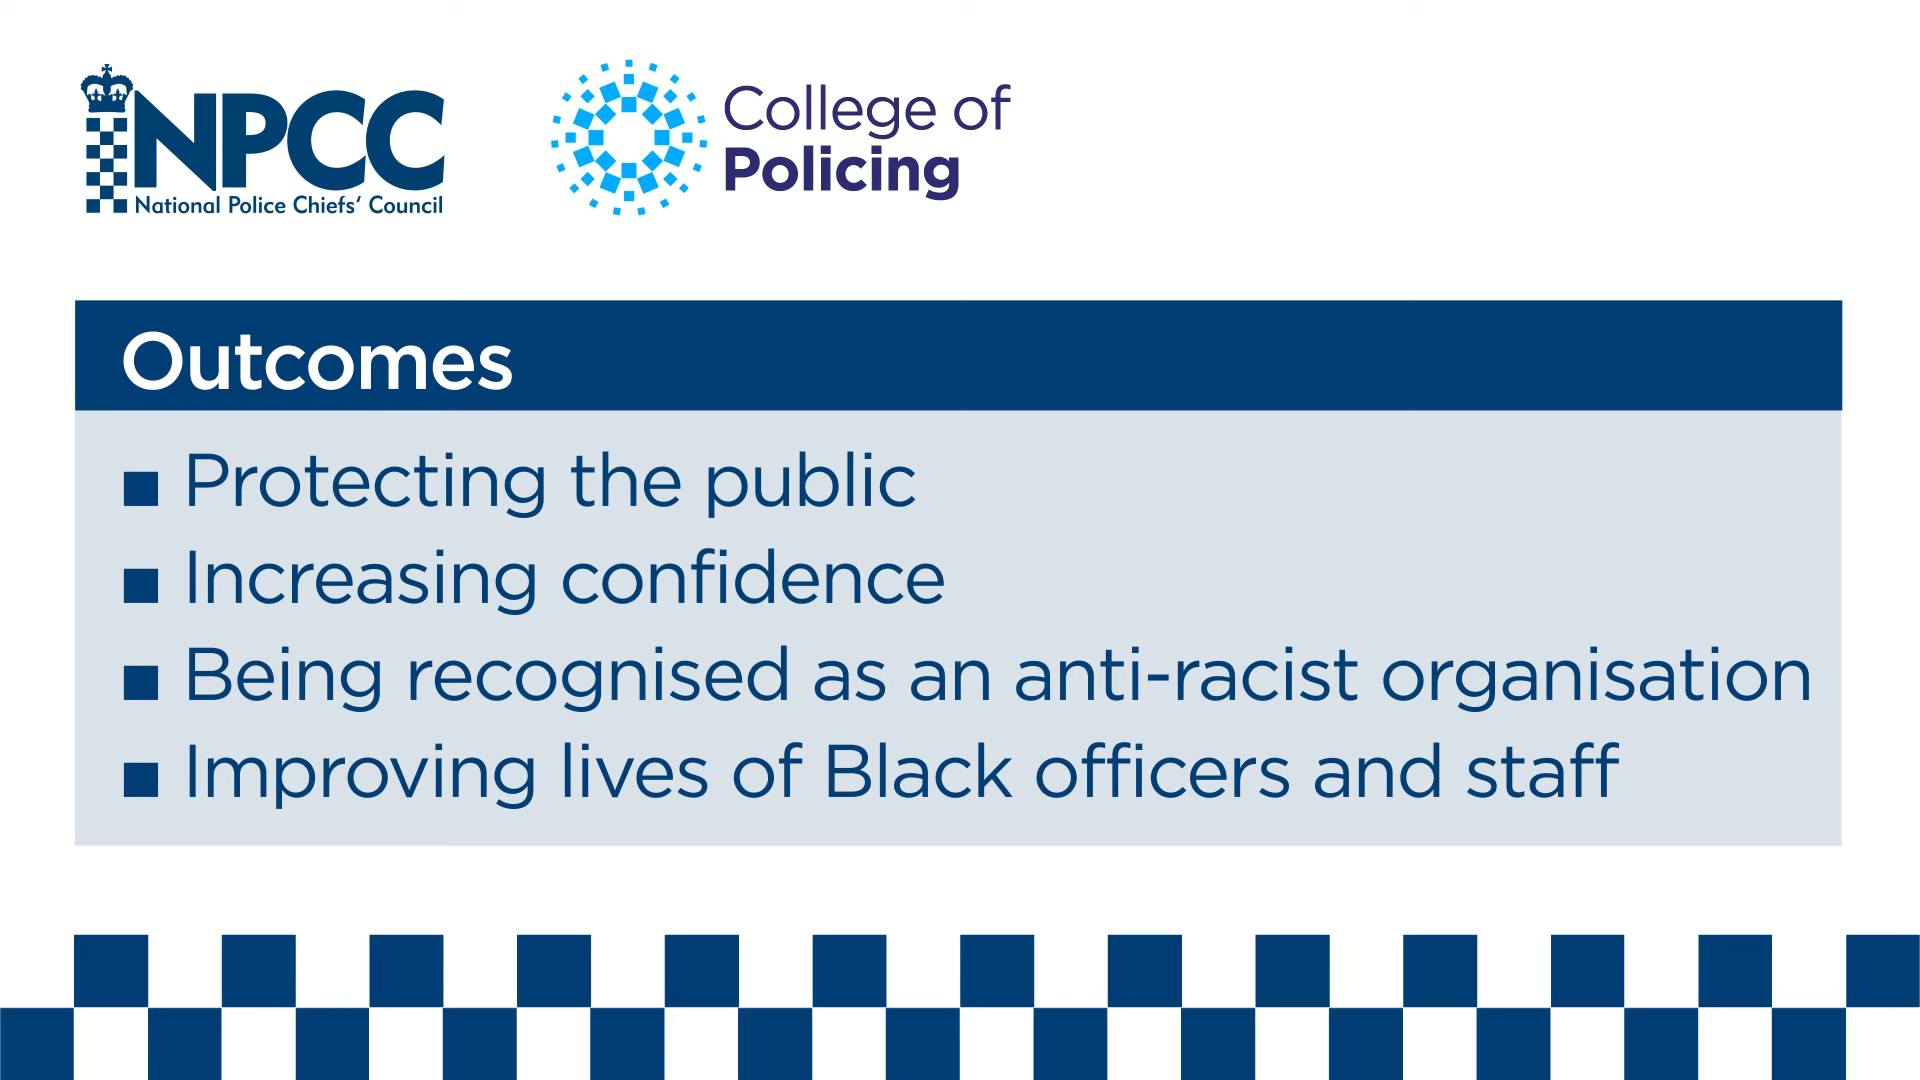 NPCC
National Police Chiefs’ Council
College of
Policing
Outcomes
■ Protecting the public
■ Increasing confidence
■ Being recognised as an anti-racist organisation
■ Improving lives of Black officers and staff